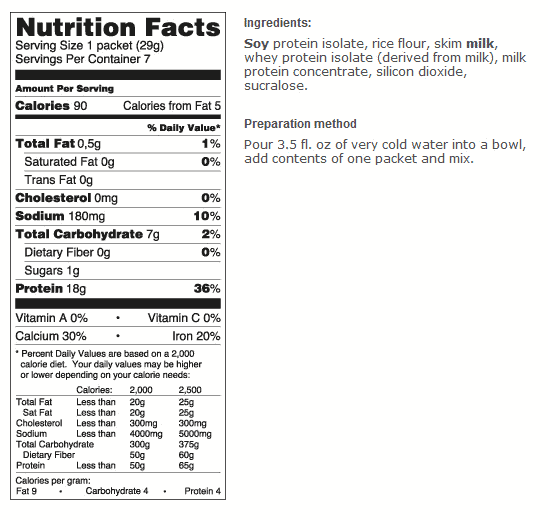 Nutrition Facts
Serving Size 1 packet (29g)
Servings Per Container 7
Amount Per Serving
Calories 90 Calories from Fat 5
% Daily Value*
Total Fat 0,5g 1%
Saturated Fat 0g 0%
Trans Fat 0g
Cholesterol 0mg 0%
Sodium 180mg 10%
Total Carbohydrate 7g 2%
Dietary Fiber 0g 0%
Sugars 1g
Protein 18g 36%
Vitamin A 0% • Vitamin C 0%
Calcium 30% • Iron 20%
* Percent Daily Values are based on a 2,000
calorie diet. Your daily values may be higher
or lower depending on your calorie needs:
Calories: 2,000 2,500
Total Fat Less than 20g 25g
Sat Fat Less than 20g 25g
Cholesterol Less than 300mg 300mg
Sodium Less than 4000mg 5000mg
Total Carbohydrate 300g 375g
Dietary Fiber 50g 60g
Protein Less than 50g 65g
Calories per gram:
Fat 9 • Carbohydrate 4 • Protein 4
Ingredients:
Soy protein isolate, rice flour, skim milk,
whey protein isolate (derived from milk), milk
protein concentrate, silicon dioxide,
sucralose.
Preparation method
Pour 3.5 fl. oz of very cold water into a bowl,
add contents of one packet and mix.